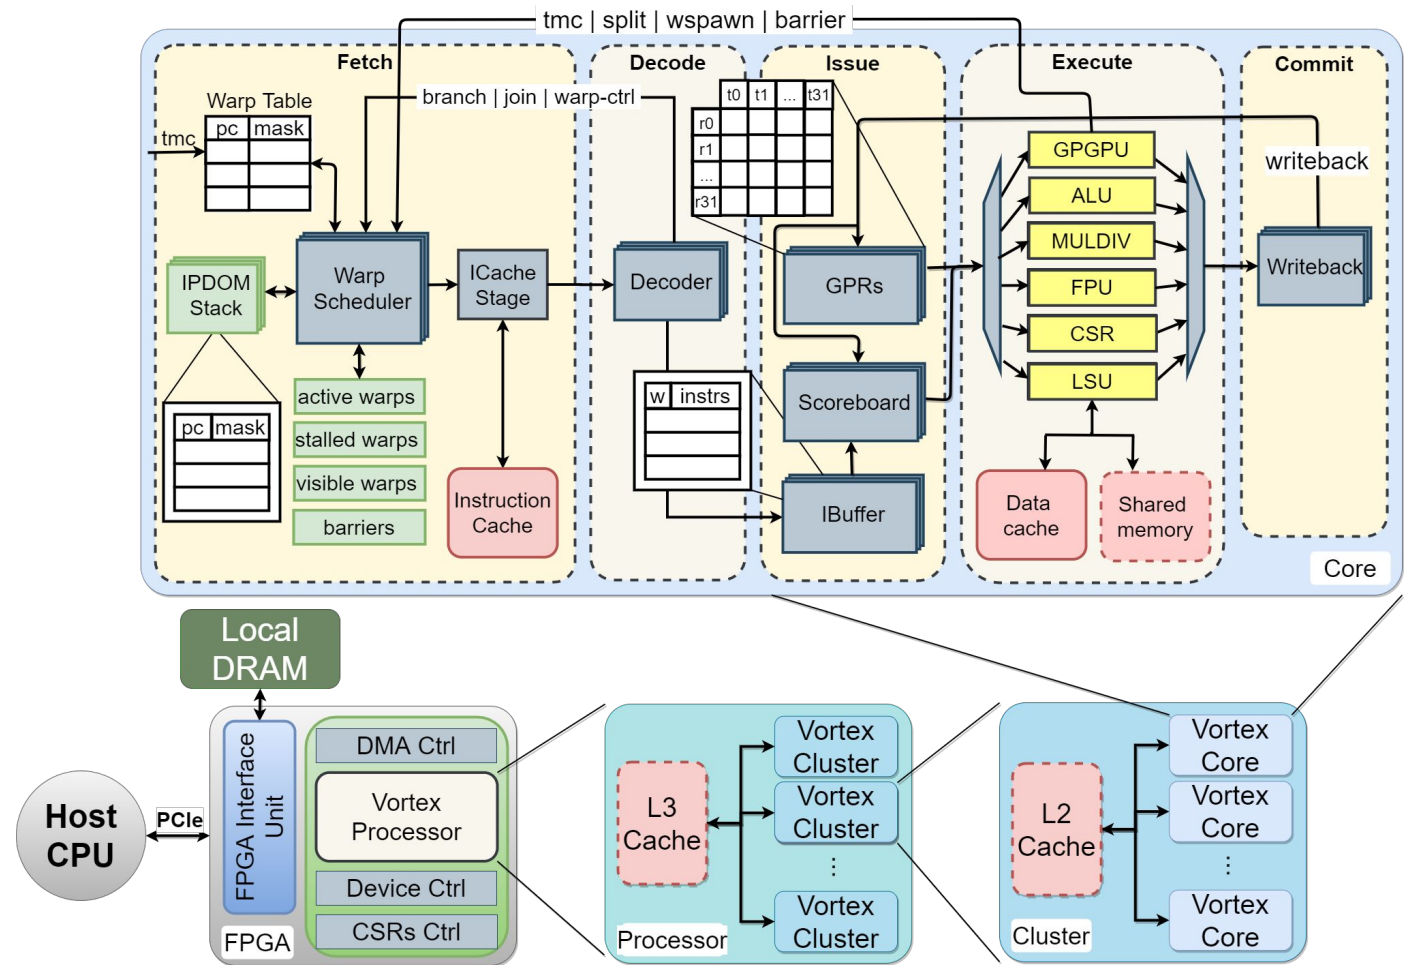 tmc | split | wspawn | barrier
Fetch
Decode
Issue
Execute
Commit
Warp Table
pc mask
tmc
branch | join | warp-ctrl
t0 t1 ... t31
r0
r1
...
r31
GPGPU
ALU
MULDIV
FPU
CSR
LSU
writeback
IPDOM
Stack
Warp
Scheduler
ICache
Stage
Decoder
GPRs
Writeback
pc mask
active warps
stalled warps
visible warps
barriers
Instruction
Cache
w instrs
Scoreboard
IBuffer
Data
cache
Shared
memory
Core
Local
DRAM
Host
CPU
PCIe
FPGA Interface
Unit
DMA Ctrl
Vortex
Processor
Device Ctrl
CSRs Ctrl
FPGA
L3
Cache
Vortex
Cluster
Vortex
Cluster
...
Vortex
Cluster
Processor
L2
Cache
Vortex
Core
Vortex
Core
...
Vortex
Core
Cluster